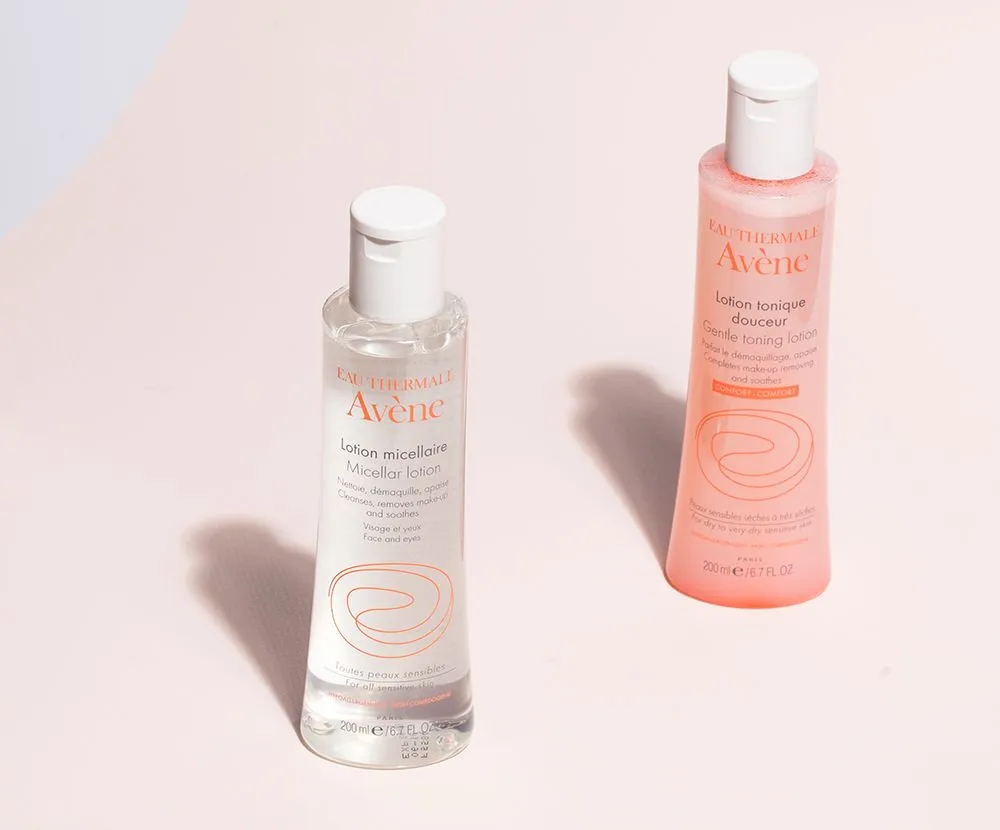 EAU THERMALE
Avène
Lotion micellaire
Micellar lotion
Nettoie, démaquille, apaise
Cleanses, removes make-up
and soothes
Visage et yeux
Face and eyes
Toutes peaux sensibles
For all sensitive skin
PARIS
200 ml e / 6.7 FL.OZ.
EAU THERMALE
Avène
Lotion tonique
douceur
Gentle toning lotion
Parfait le démaquillage, apaise
Completes make-up removing
and soothes
CONFORT - COMFORT
Peaux sensibles sèches à très sèches
For dry to very dry sensitive skin
PARIS
200 ml e / 6.7 FL.OZ.